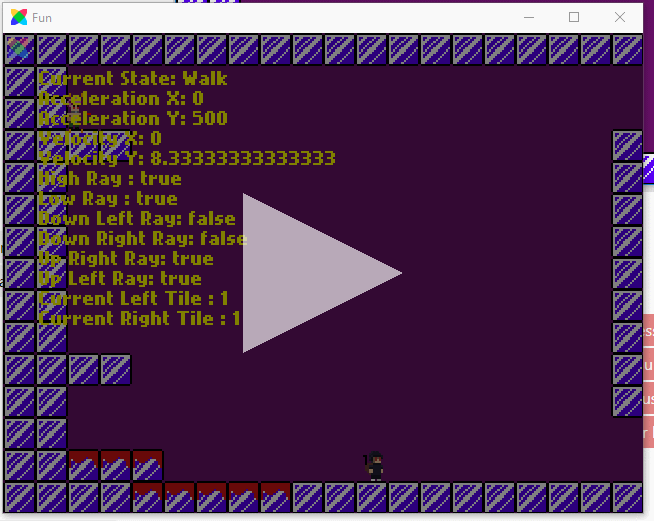 Fun
Current State: Walk
Acceleration X: 0
Acceleration Y: 500
Velocity X: 0
Velocity Y: 8.33333333333333
High Ray : true
Low Ray : true
Down Left Ray: false
Down Right Ray: false
Up Right Ray: true
Up Left Ray: true
Current Left Tile : 1
Current Right Tile : 1